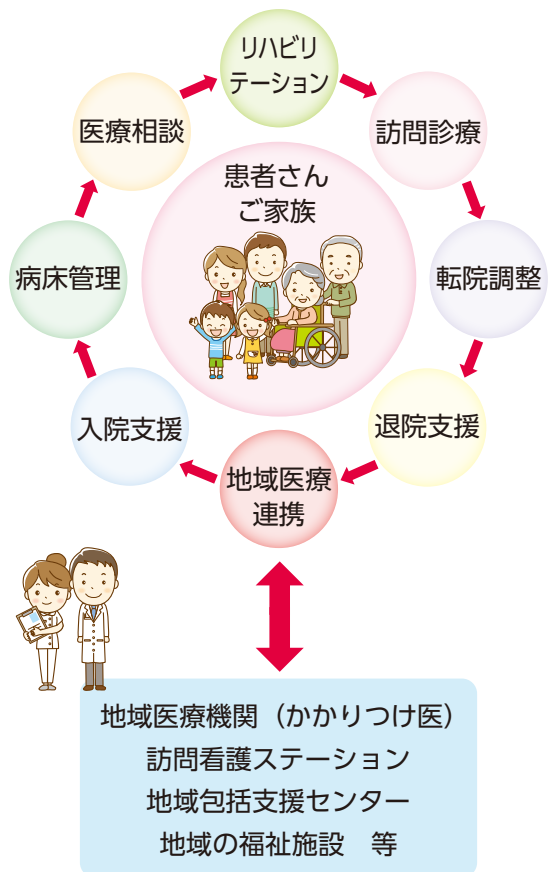 リハビリ
テーション
訪問診療
転院調整
退院支援
地域医療
連携
入院支援
病床管理
医療相談
患者さん
ご家族
地域医療機関（かかりつけ医）
訪問看護ステーション
地域包括支援センター
地域の福祉施設　等